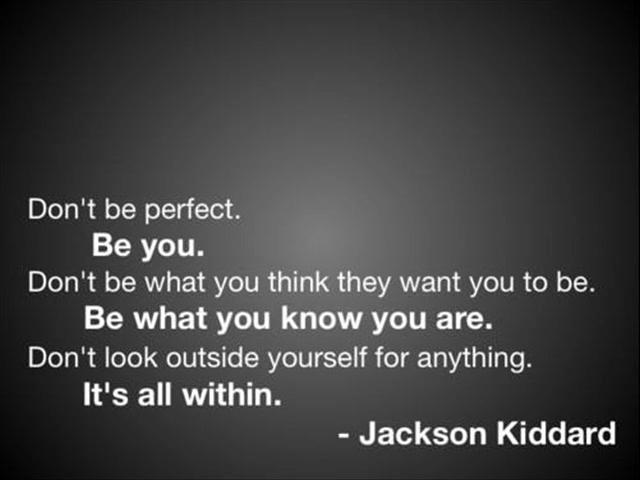 Don't be perfect.
Be you.
Don't be what you think they want you to be.
Be what you know you are.
Don't look outside yourself for anything.
It's all within.
- Jackson Kiddard